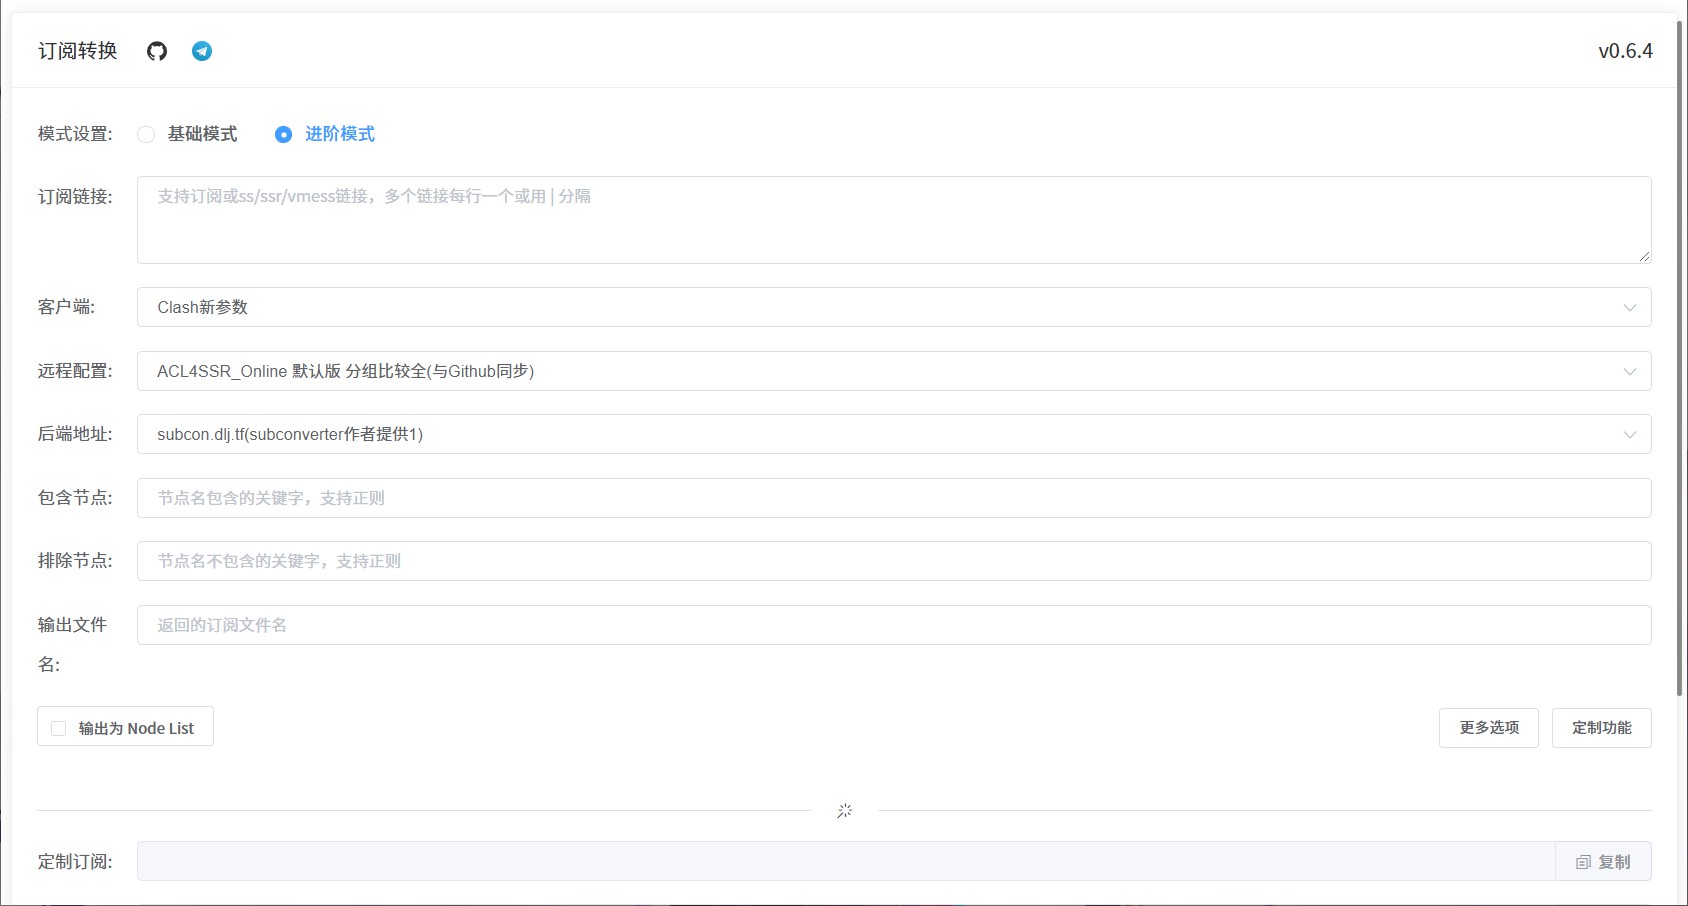 订阅转换
v0.6.4
模式设置: 基础模式 进阶模式
订阅链接: 支持订阅或ss/ssr/vmess链接，多个链接每行一个或用 | 分隔
客户端: Clash新参数
远程配置: ACL4SSR_Online 默认版 分组比较全(与Github同步)
后端地址: subcon.dlj.tf(subconverter作者提供1)
包含节点: 节点名包含的关键字，支持正则
排除节点: 节点名不包含的关键字，支持正则
输出文件名: 返回的订阅文件名
输出为 Node List 更多选项 定制功能
定制订阅: 复制